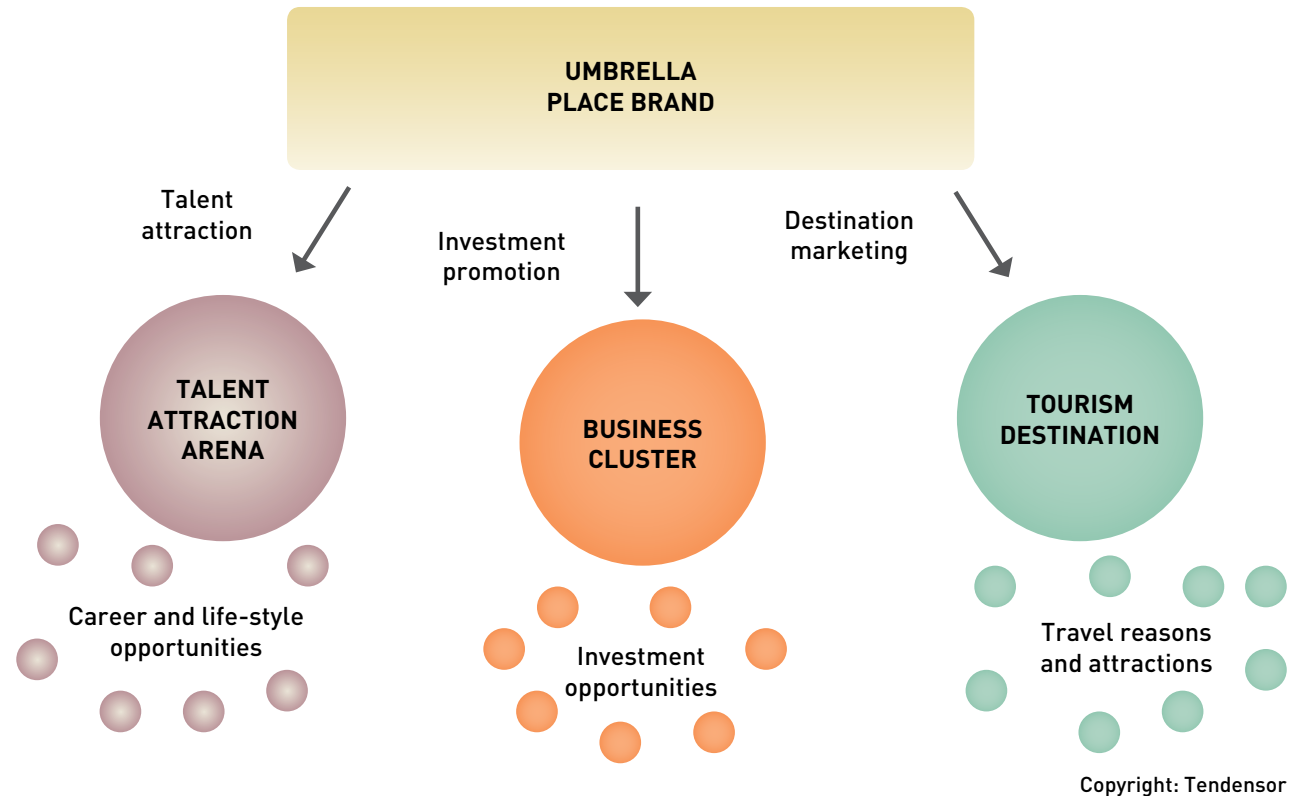 UMBRELLA
PLACE BRAND
Talent
attraction
Investment
promotion
Destination
marketing
TALENT
ATTRACTION
ARENA
BUSINESS
CLUSTER
TOURISM
DESTINATION
Career and life-style
opportunities
Investment
opportunities
Travel reasons
and attractions
Copyright: Tendensor